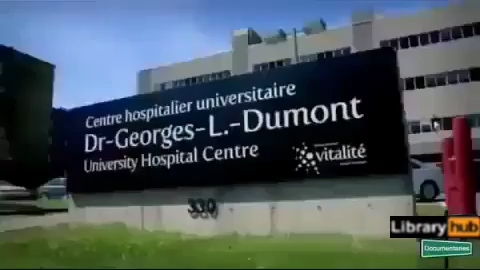 Centre hospitalier universitaire
Dr-Georges-L.-Dumont
University Hospital Centre
vitalité
330
Library hub
Documentaries